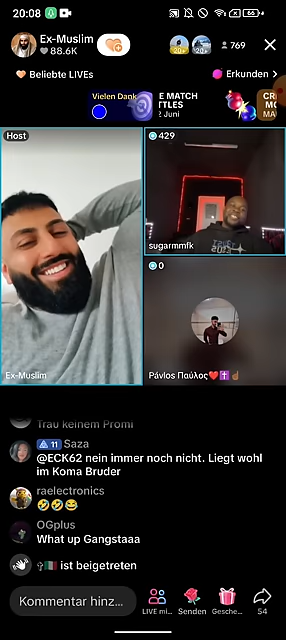 20:08
Ex-Muslim
88.6K
20+
20+
769
Beliebte LIVEs
Erkunden >
Vielen Dank
E MATCH
TTLES
2 Juni
CR
MC
MA
Host
429
sugarmmfk
Ex-Muslim
0
Pávlos Παύλος❤️✝️☝🏽
Trau keinem Promi
11 Saza
@ECK62 nein immer noch nicht. Liegt wohl
im Koma Bruder
raelectronics
🤣🤣😂
OGplus
What up Gangstaaa
✞🇮🇹 ist beigetreten
Kommentar hinz...
LIVE mi...
Senden
Gesche...
54